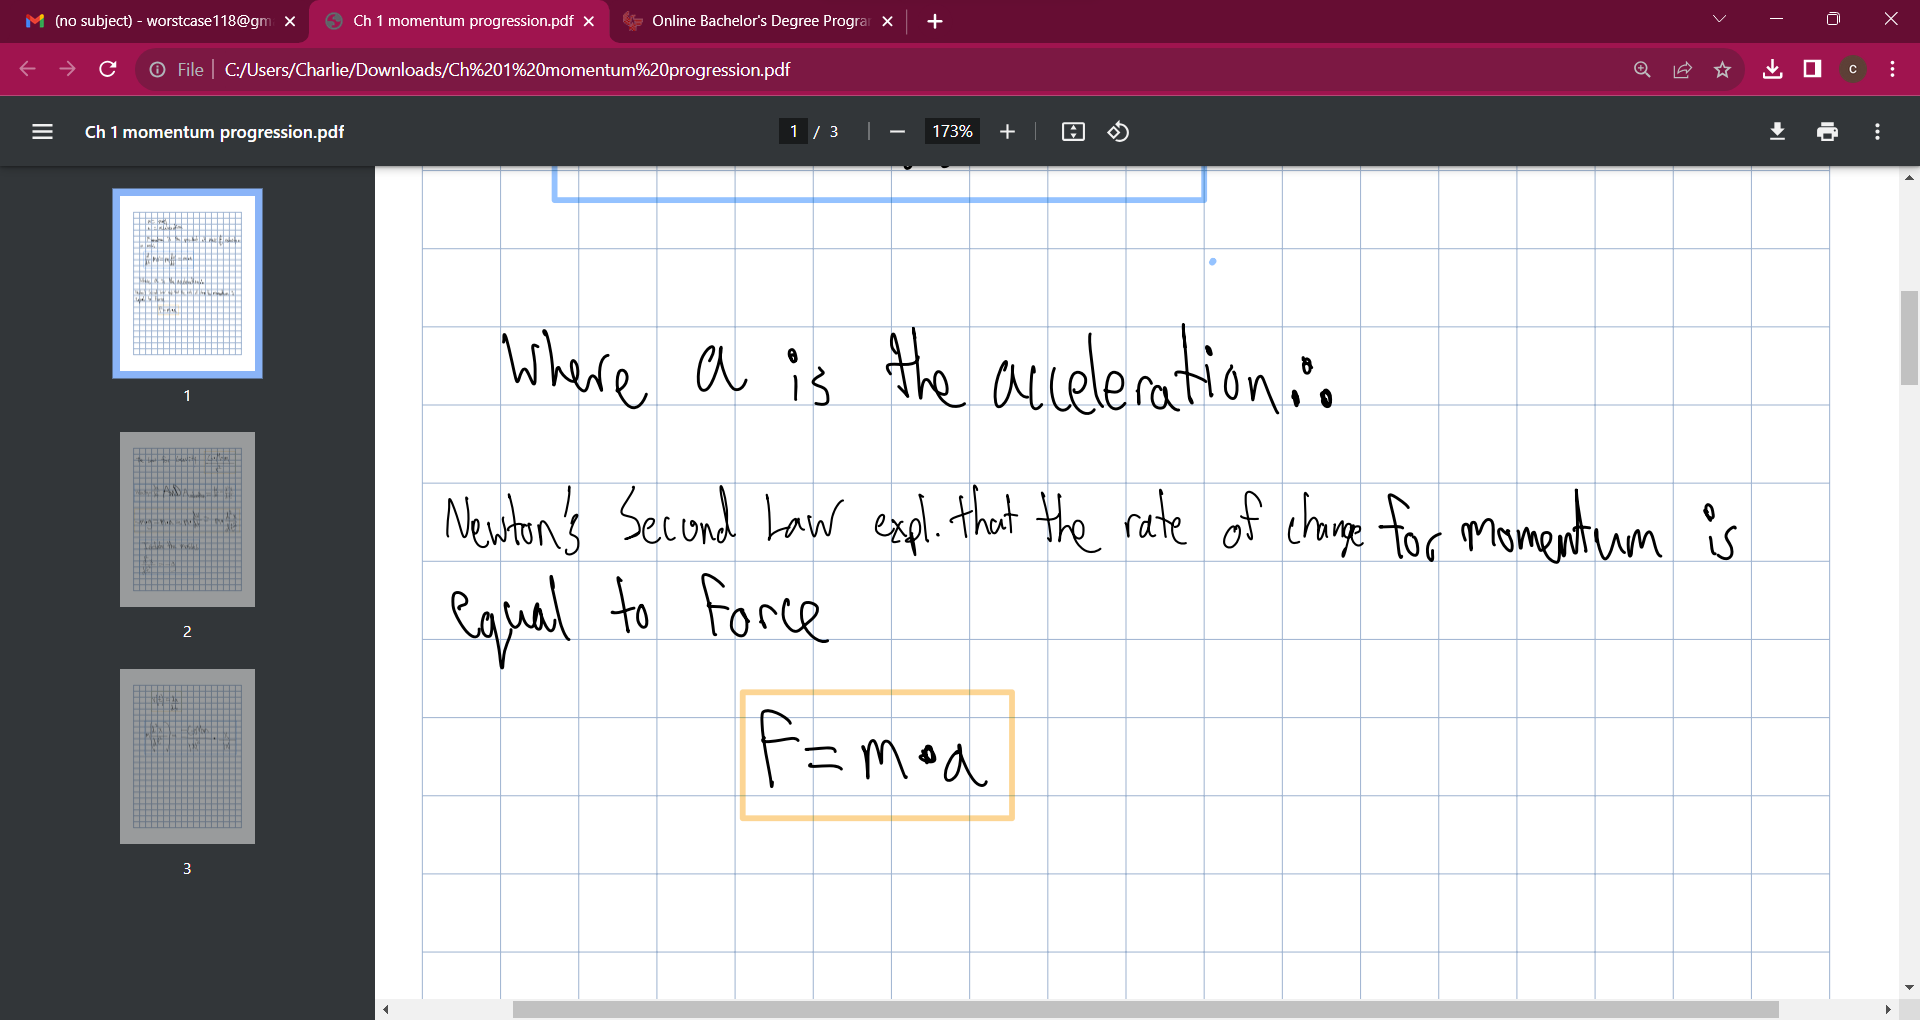 (no subject) - worstcase118@gm
Ch 1 momentum progression.pdf
Online Bachelor's Degree Progra
File
C:/Users/Charlie/Downloads/Ch%201%20momentum%20progression.pdf
c
Ch 1 momentum progression.pdf
1 / 3
173%
1
2
3
Where a is the acceleration ∴
Newton's Second Law expl. that the rate of change for momentum is
equal to Force
F = m • a